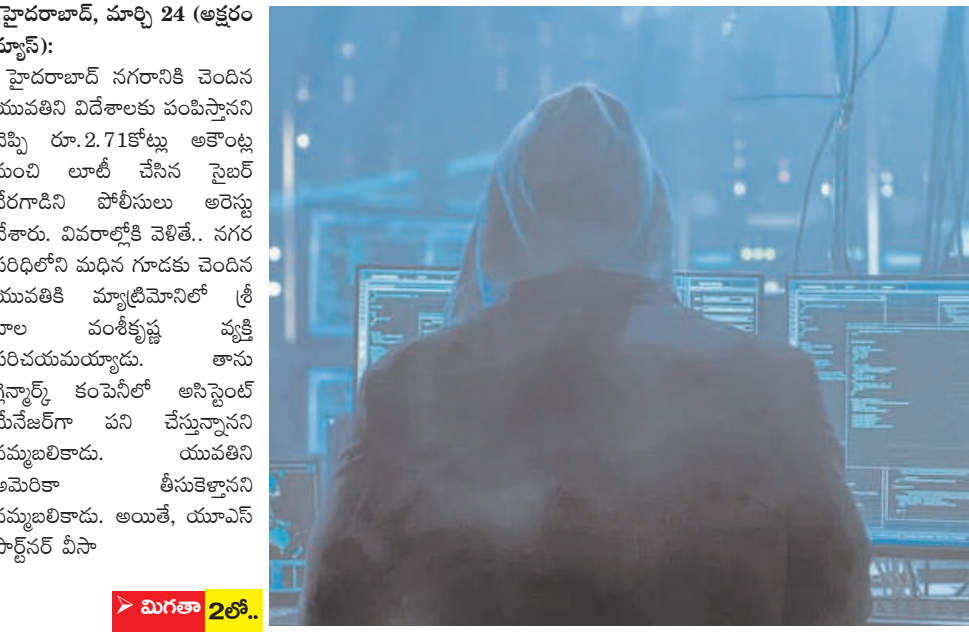 హైదరాబాద్, మార్చి 24 (అక్షరం
న్యూస్):
హైదరాబాద్ నగరానికి చెందిన
యువతిని విదేశాలకు పంపిస్తానని
చెప్పి రూ.2.71కోట్లు అకౌంట్ల
నుంచి లూటీ చేసిన సైబర్
నేరగాడిని పోలీసులు అరెస్టు
చేశారు. వివరాల్లోకి వెళితే.. నగర
పరిధిలోని మధిన గూడకు చెందిన
యువతికి మ్యాట్రిమోనిలో శ్రీ
వంశీకృష్ణ వ్యక్తి
పరిచయమయ్యాడు. తాను
గ్లెన్మార్క్ కంపెనీలో అసిస్టెంట్
మేనేజర్‌గా పని చేస్తున్నానని
నమ్మబలికాడు. యువతిని
అమెరికా తీసుకెళ్తానని
నమ్మబలికాడు. అయితే, యూఎస్
పార్ట్‌నర్ వీసా
➢ మిగతా 2లో..